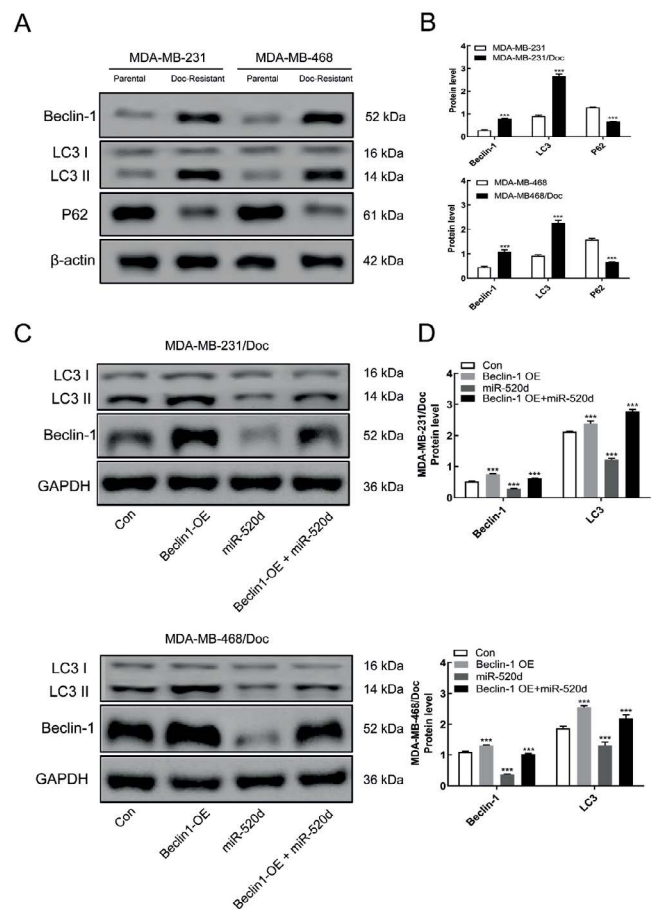 A
MDA-MB-231 MDA-MB-468
Parental Doc-Resistant Parental Doc-Resistant
Beclin-1 52 kDa
LC3 I 16 kDa
LC3 II 14 kDa
P62 61 kDa
β-actin 42 kDa
B
MDA-MB-231
MDA-MB-231/Doc
Protein level
4
3
2
1
0
*** *** ***
Beclin-1 LC3 P62
MDA-MB-468
MDA-MB468/Doc
Protein level
4
3
2
1
0
*** *** ***
Beclin-1 LC3 P62
C
MDA-MB-231/Doc
LC3 I 16 kDa
LC3 II 14 kDa
Beclin-1 52 kDa
GAPDH 36 kDa
Con
Beclin1-OE
miR-520d
Beclin1-OE + miR-520d
MDA-MB-468/Doc
LC3 I 16 kDa
LC3 II 14 kDa
Beclin-1 52 kDa
GAPDH 36 kDa
Con
Beclin1-OE
miR-520d
Beclin1-OE + miR-520d
D
Con
Beclin-1 OE
miR-520d
Beclin-1 OE+miR-520d
MDA-MB-231/Doc
Protein level
4
3
2
1
0
*** *** *** *** *** ***
Beclin-1 LC3
Con
Beclin-1 OE
miR-520d
Beclin-1 OE+miR-520d
MDA-MB-468/Doc
Protein level
4
3
2
1
0
*** *** *** *** *** ***
Beclin-1 LC3